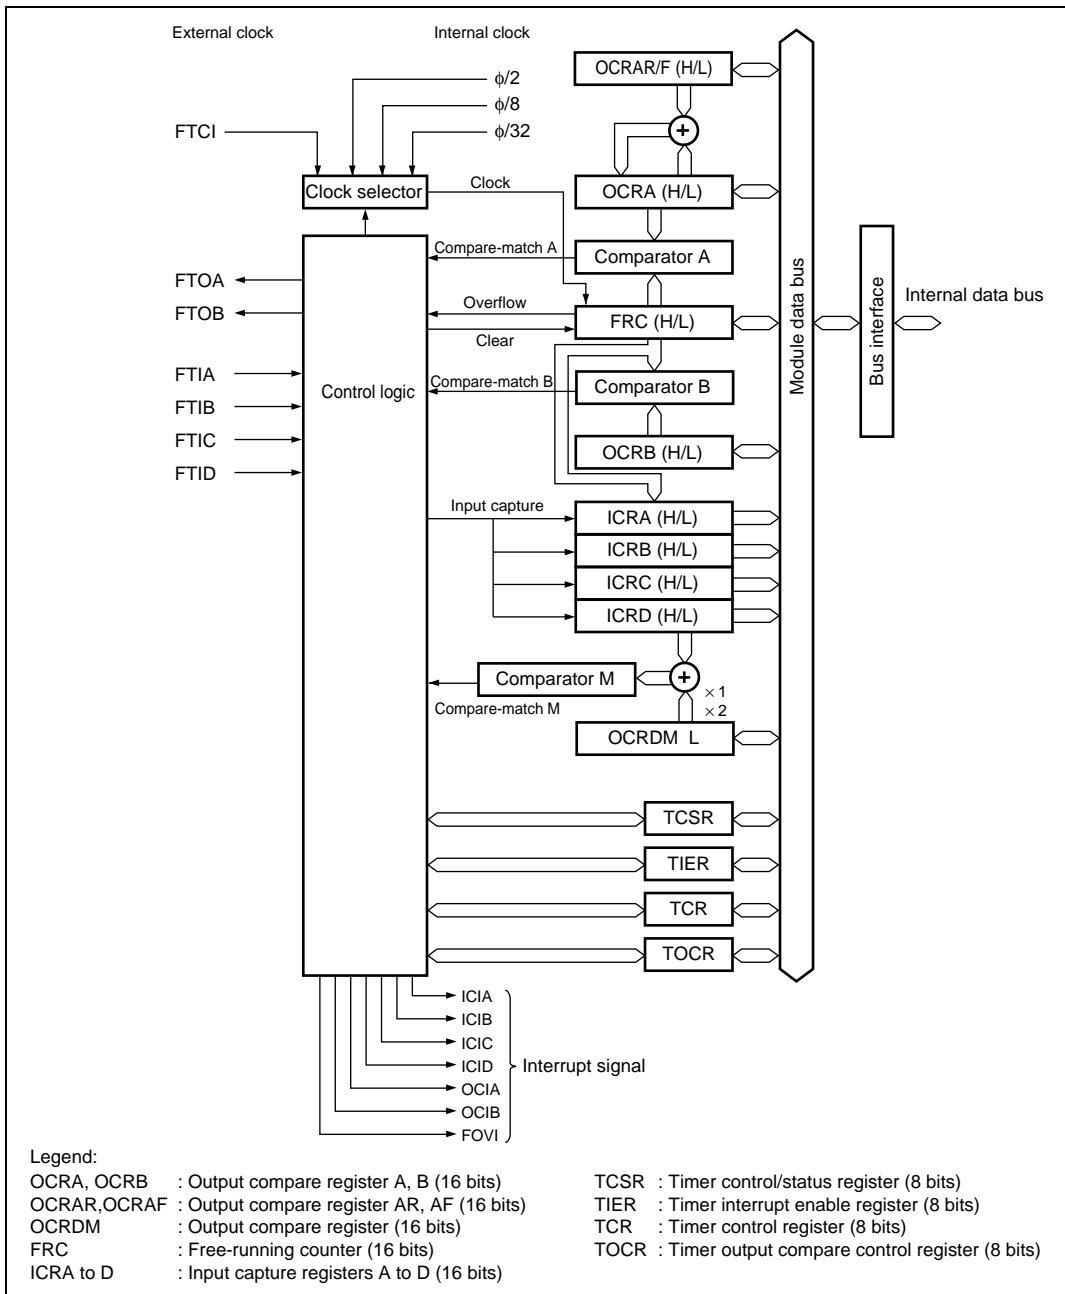 External clock
Internal clock
ϕ/2
ϕ/8
ϕ/32
FTCI
Clock selector
Clock
OCRAR/F (H/L)
+
OCRA (H/L)
Compare-match A
Comparator A
FTOA
FTOB
Overflow
FRC (H/L)
Clear
FTIA
FTIB
FTIC
FTID
Control logic
Compare-match B
Comparator B
OCRB (H/L)
Input capture
ICRA (H/L)
ICRB (H/L)
ICRC (H/L)
ICRD (H/L)
Comparator M
+
× 1
× 2
Compare-match M
OCRDM L
TCSR
TIER
TCR
TOCR
Module data bus
Bus interface
Internal data bus
ICIA
ICIB
ICIC
ICID
OCIA
OCIB
FOVI
Interrupt signal
Legend:
OCRA, OCRB : Output compare register A, B (16 bits)
OCRAR,OCRAF : Output compare register AR, AF (16 bits)
OCRDM : Output compare register (16 bits)
FRC : Free-running counter (16 bits)
ICRA to D : Input capture registers A to D (16 bits)
TCSR : Timer control/status register (8 bits)
TIER : Timer interrupt enable register (8 bits)
TCR : Timer control register (8 bits)
TOCR : Timer output compare control register (8 bits)